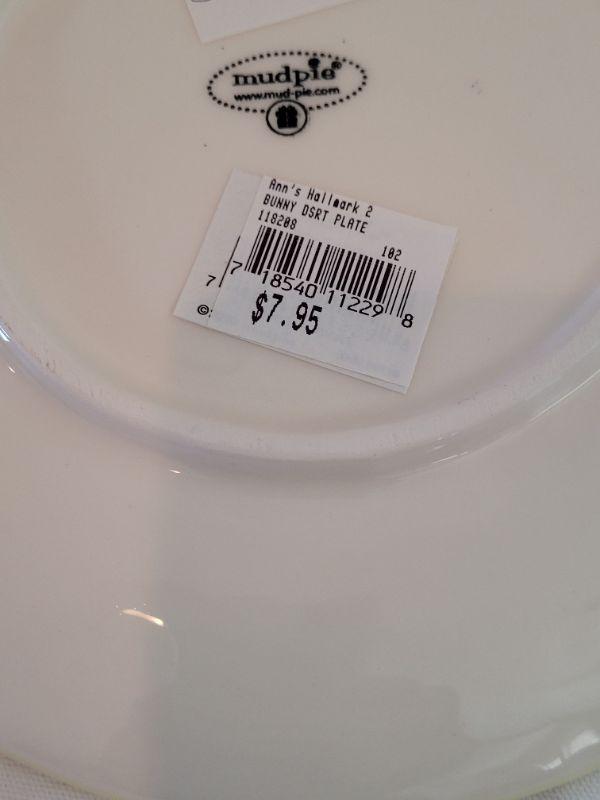 mudpie®
www.mud-pie.com
Ann's Hallmark 2
BUNNY DSRT PLATE
118208
102
7
7 18540 11229 8
©
$7.95